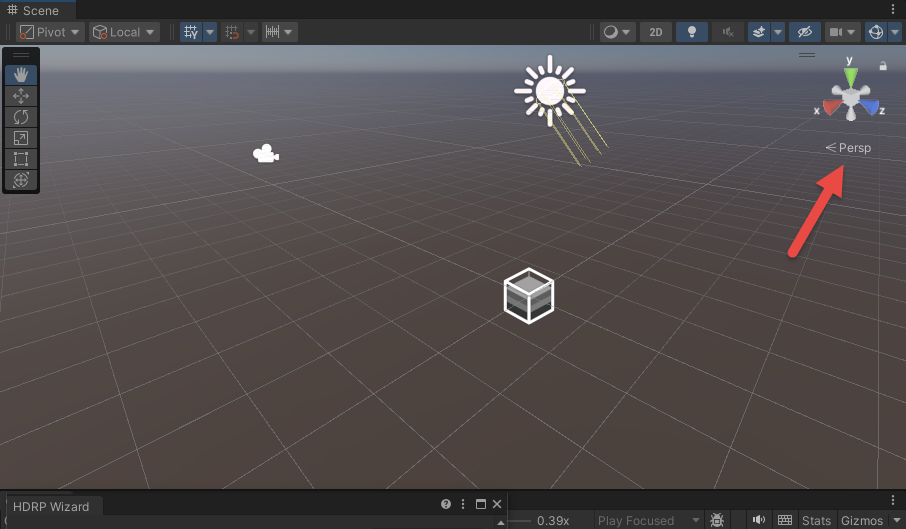 Scene
Pivot Local Y 2D
y
x z
Persp
HDRP Wizard
0.39x Play Focused Stats Gizmos